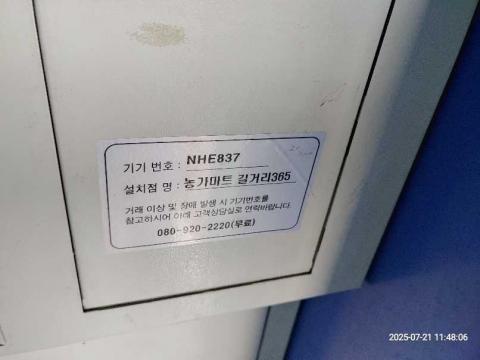 기기 번호 : NHE837
설치점 명 : 농가마트 길거리365
거래 이상 및 장애 발생 시 기기번호를
참고하시어 아래 고객상담실로 연락바랍니다.
080-920-2220(무료)
2025-07-21 11:48:06